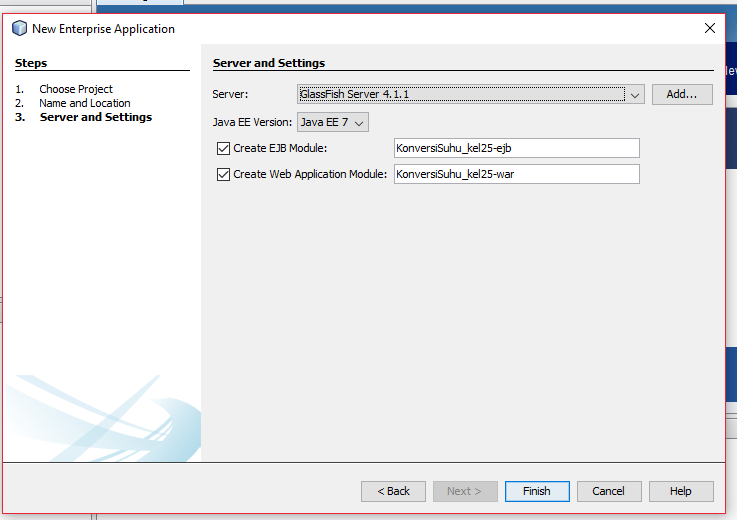 New Enterprise Application
Steps
1. Choose Project
2. Name and Location
3. Server and Settings
Server and Settings
Server: GlassFish Server 4.1.1 Add...
Java EE Version: Java EE 7
Create EJB Module: KonversiSuhu_kel25-ejb
Create Web Application Module: KonversiSuhu_kel25-war
< Back Next > Finish Cancel Help